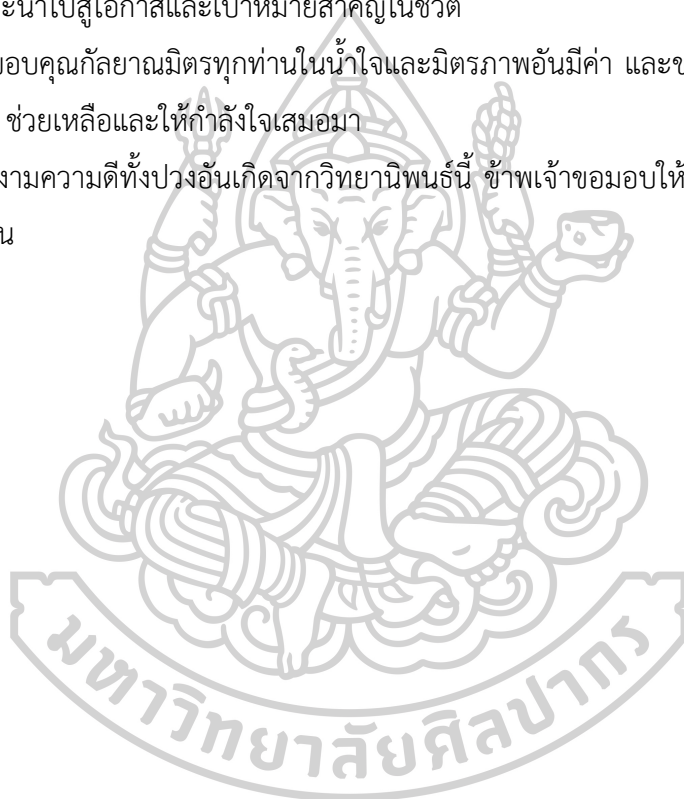 ะนำไปสู่โอกาสและเป้าหมายสำคัญในชีวิต
อบคุณกัลยาณมิตรทุกท่านในน้ำใจและมิตรภาพอันมีค่า และข
ช่วยเหลือและให้กำลังใจเสมอมา
งามความดีทั้งปวงอันเกิดจากวิทยานิพนธ์นี้ ข้าพเจ้าขอมอบให้
น
มหาวิทยาลัยศิลปากร